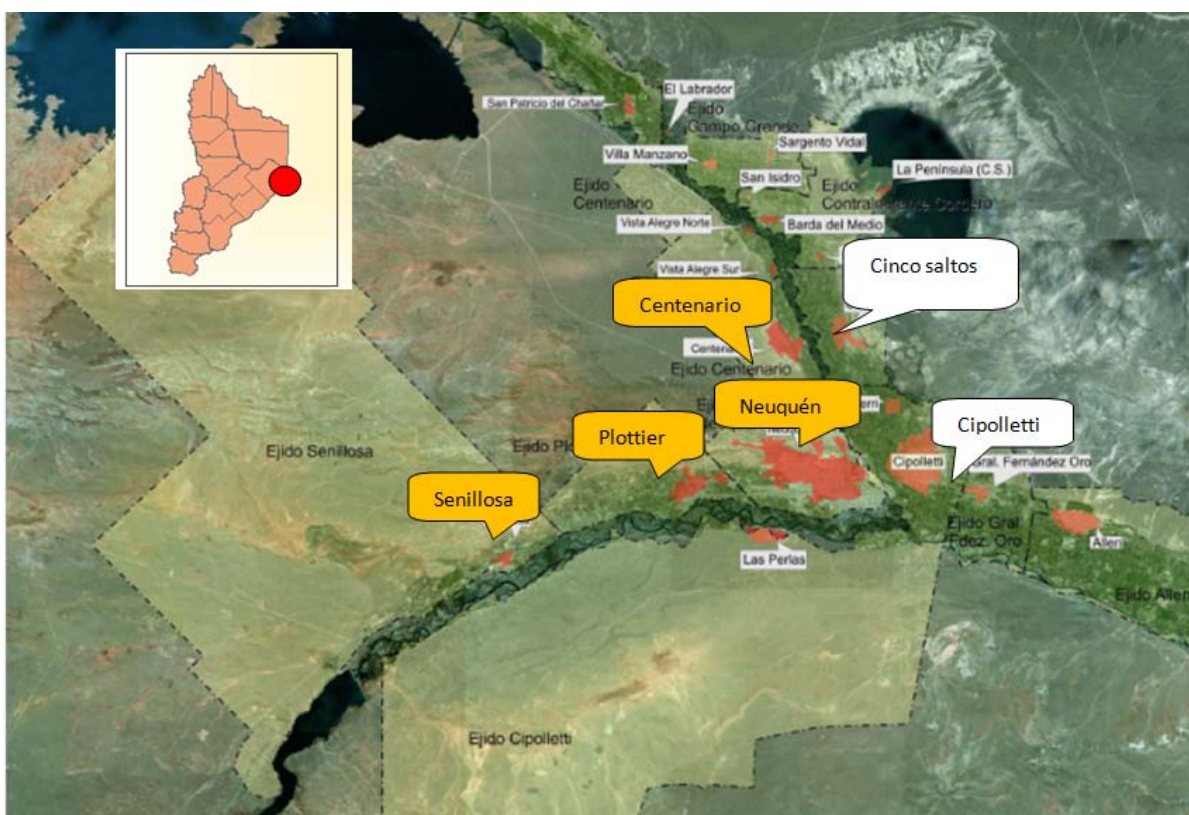 San Patricio del Chañar
El Labrador
Ejido
Campo Grande
Sargento Vidal
Villa Manzano
La Península (C.S.)
San Isidro
Ejido
Centenario
Ejido
Vista Alegre Norte
Barda del Medio
Vista Alegre Sur
Cinco saltos
Centenario
Ejido Centenario
Neuquén
Cipolletti
Plottier
Ejido Senillosa
Cipolletti
Gral. Fernández Oro
Senillosa
Ejido Gral.
Fdez. Oro
Allen
Las Perlas
Ejido Allen
Ejido Cipolletti